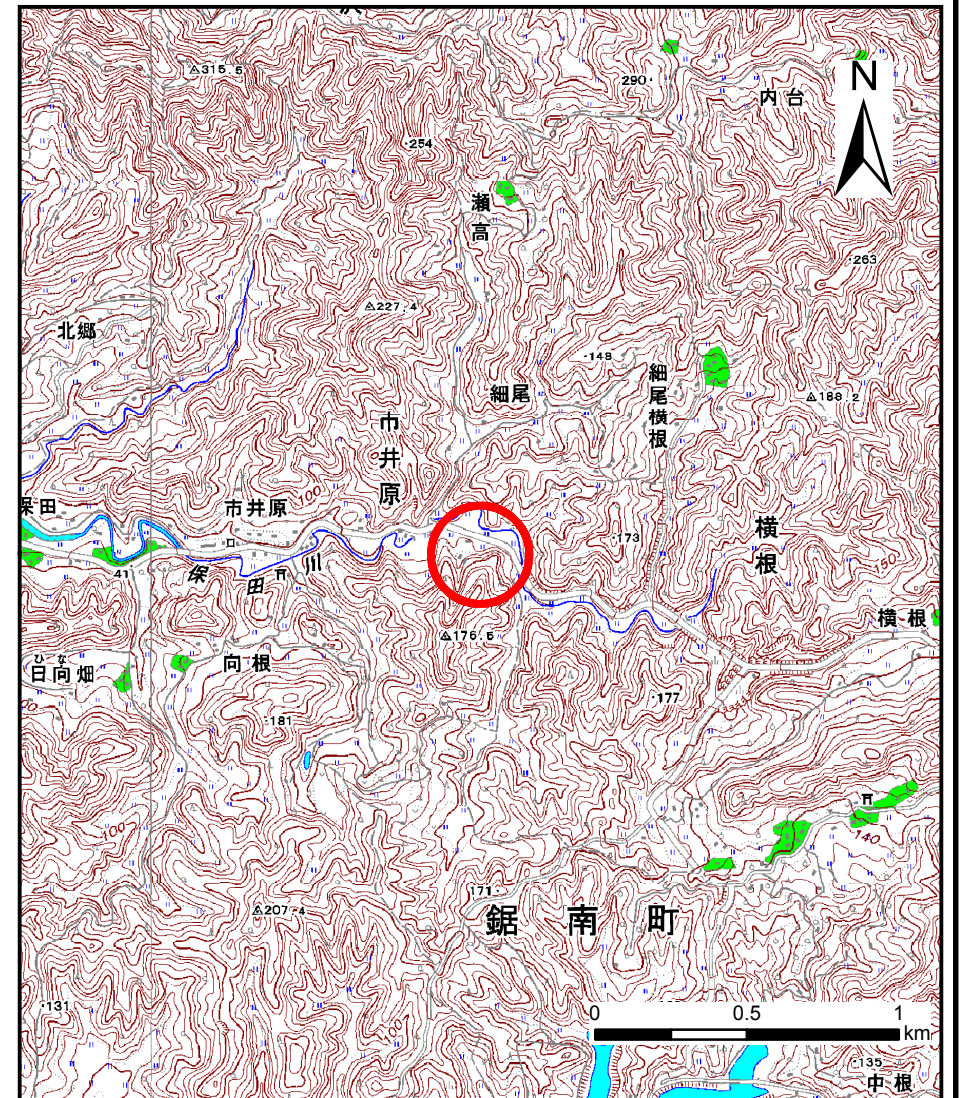 △315.6
290
内台
N
254
瀬高
263
△227.4
北郷
148
細尾
細尾横根
△188.2
市井原
100
市井原
保田
173
横根
150
41
保田川
横根
△176.5
ひな
日向畑
向根
177
181
100
140
171
鋸南町
△207.4
131
100
0 0.5 1
km
135
中根